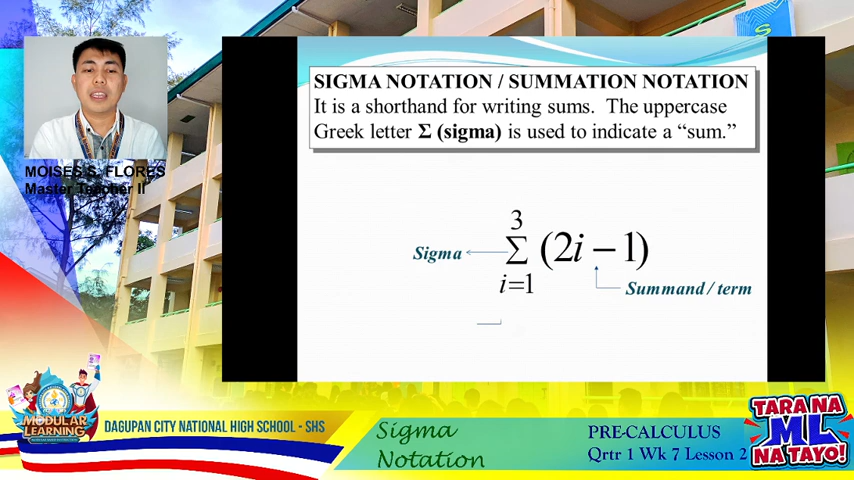 MOISES S. FLORES
Master Teacher II
SIGMA NOTATION / SUMMATION NOTATION
It is a shorthand for writing sums. The uppercase
Greek letter Σ (sigma) is used to indicate a “sum.”
3
Sigma Σ (2i − 1)
i=1
Summand / term
MODULAR
LEARNING
DAGUPAN CITY NATIONAL HIGH SCHOOL - SHS
Sigma
Notation
PRE-CALCULUS
Qrtr 1 Wk 7 Lesson 2
TARA NA
ML
NA TAYO!